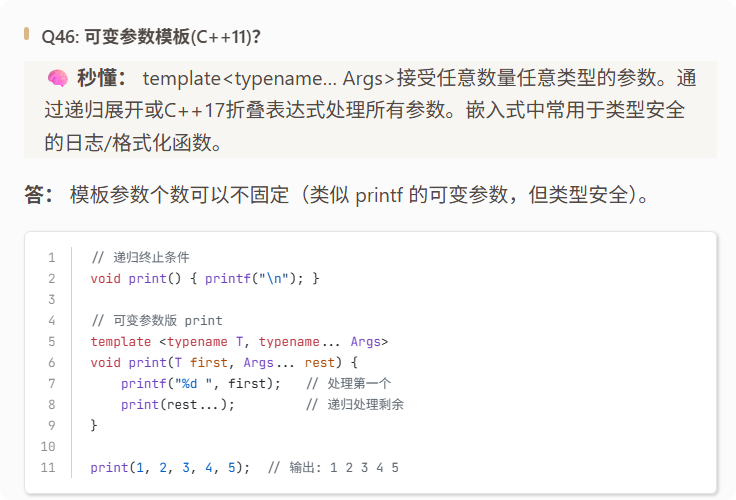 Q46: 可变参数模板(C++11)？
🧠 秒懂： template<typename... Args>接受任意数量任意类型的参数。通
过递归展开或C++17折叠表达式处理所有参数。嵌入式中常用于类型安全
的日志/格式化函数。
答： 模板参数个数可以不固定（类似 printf 的可变参数，但类型安全）。
1 // 递归终止条件
2 void print() { printf("\n"); }
3
4 // 可变参数版 print
5 template <typename T, typename... Args>
6 void print(T first, Args... rest) {
7     printf("%d ", first);   // 处理第一个
8     print(rest...);         // 递归处理剩余
9 }
10
11 print(1, 2, 3, 4, 5);  // 输出: 1 2 3 4 5